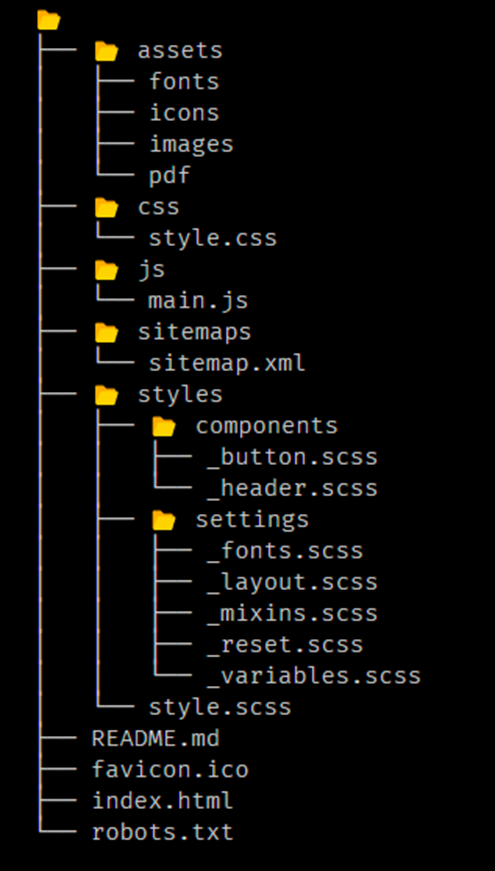 assets
fonts
icons
images
pdf
css
style.css
js
main.js
sitemaps
sitemap.xml
styles
components
_button.scss
_header.scss
settings
_fonts.scss
_layout.scss
_mixins.scss
_reset.scss
_variables.scss
style.scss
README.md
favicon.ico
index.html
robots.txt